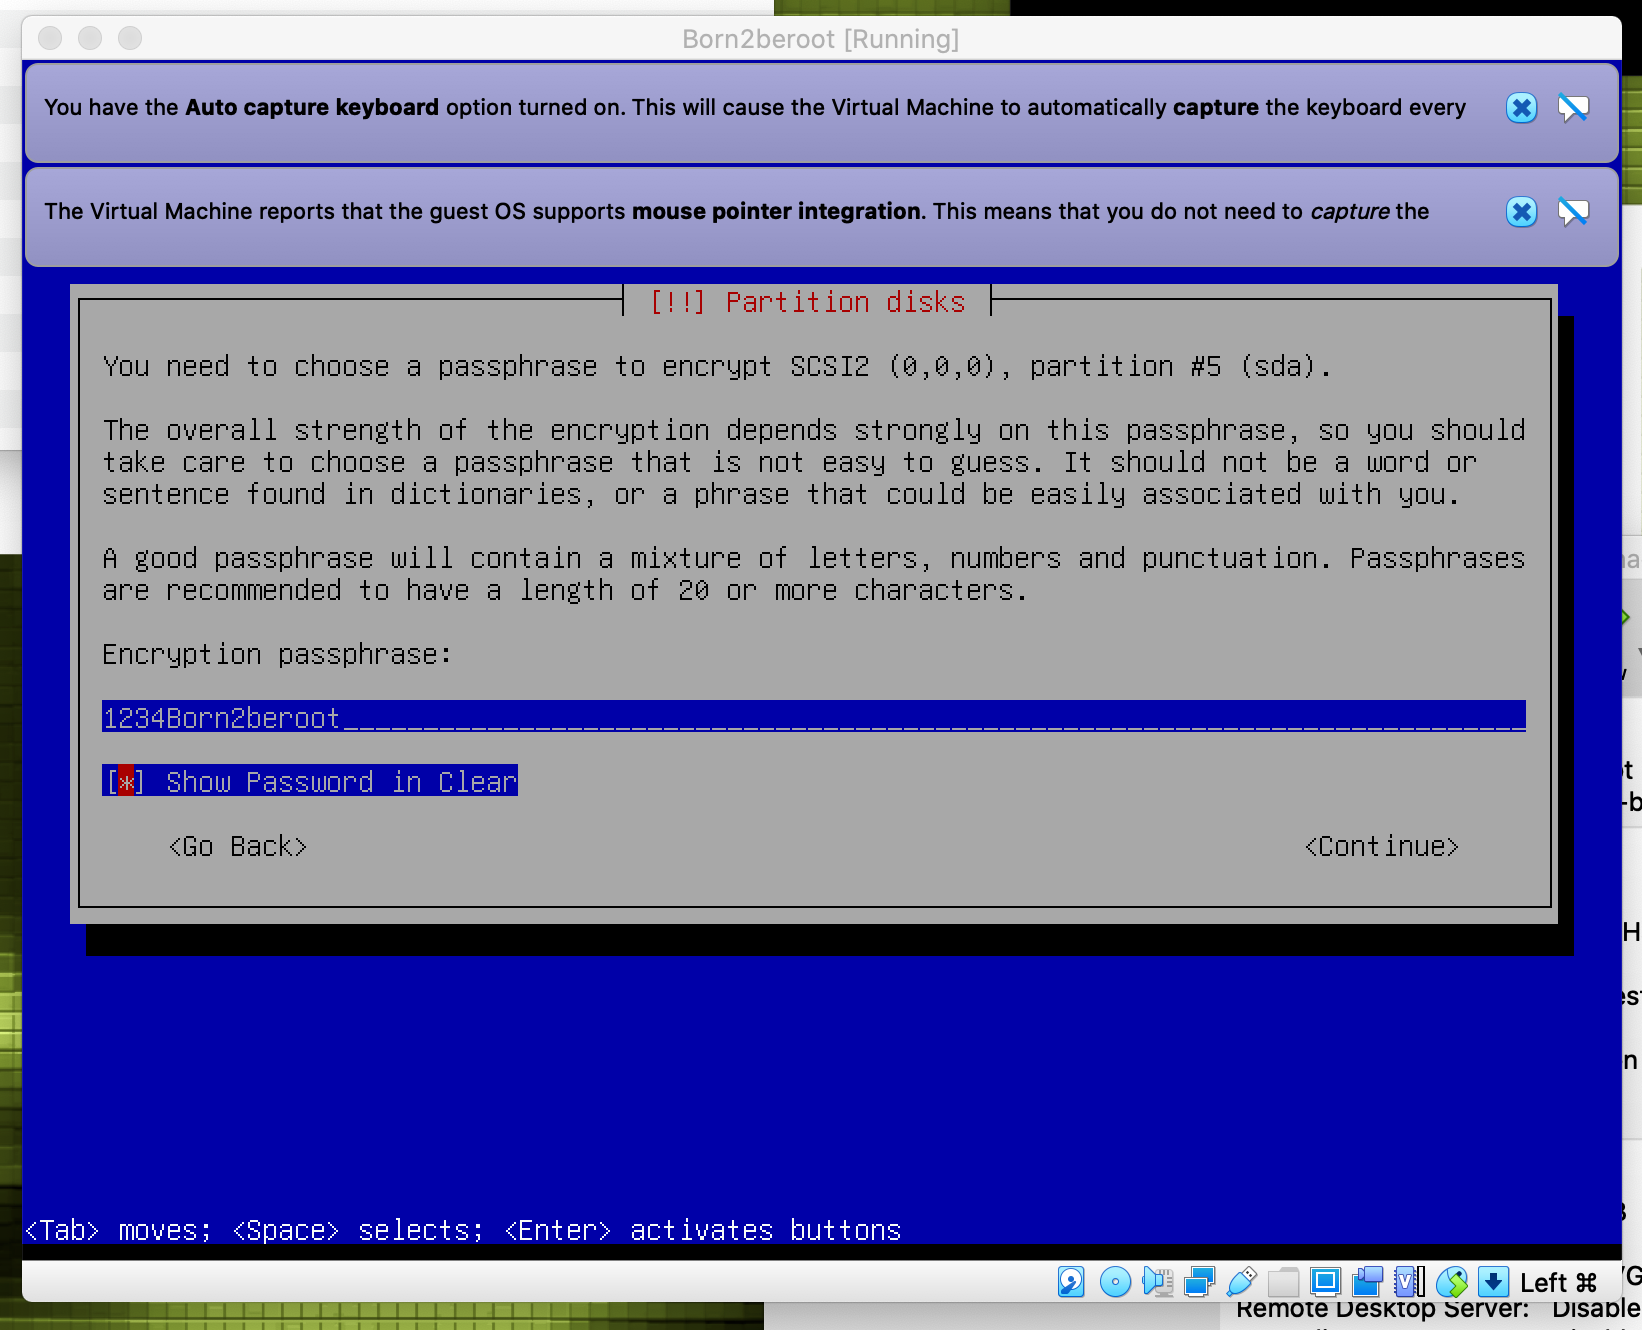 Born2beroot [Running]
You have the Auto capture keyboard option turned on. This will cause the Virtual Machine to automatically capture the keyboard every
The Virtual Machine reports that the guest OS supports mouse pointer integration. This means that you do not need to capture the
[!!] Partition disks
You need to choose a passphrase to encrypt SCSI2 (0,0,0), partition #5 (sda).
The overall strength of the encryption depends strongly on this passphrase, so you should
take care to choose a passphrase that is not easy to guess. It should not be a word or
sentence found in dictionaries, or a phrase that could be easily associated with you.
A good passphrase will contain a mixture of letters, numbers and punctuation. Passphrases
are recommended to have a length of 20 or more characters.
Encryption passphrase:
1234Born2beroot
[*] Show Password in Clear
<Go Back> <Continue>
<Tab> moves; <Space> selects; <Enter> activates buttons
Left ⌘
Remote Desktop Server: Disable